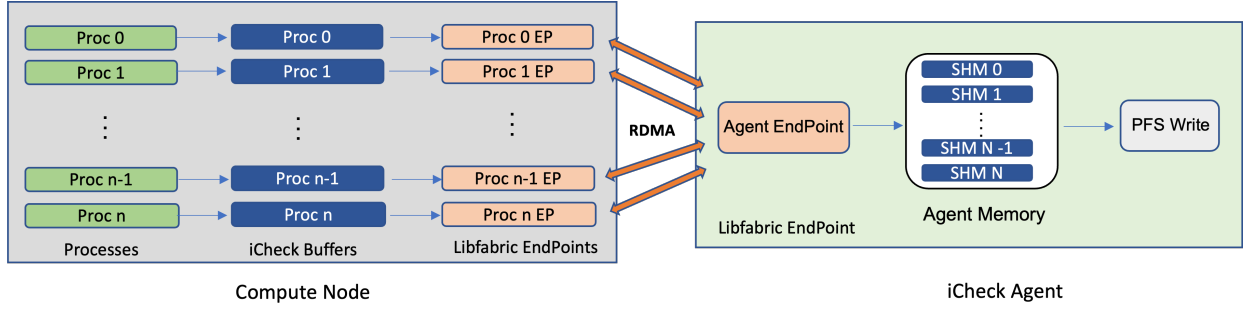 Proc 0
Proc 0
Proc 0 EP
Proc 1
Proc 1
Proc 1 EP
Proc n-1
Proc n-1
Proc n-1 EP
Proc n
Proc n
Proc n EP
Processes
iCheck Buffers
Libfabric EndPoints
Compute Node
RDMA
Agent EndPoint
Libfabric EndPoint
SHM 0
SHM 1
SHM N -1
SHM N
Agent Memory
PFS Write
iCheck Agent